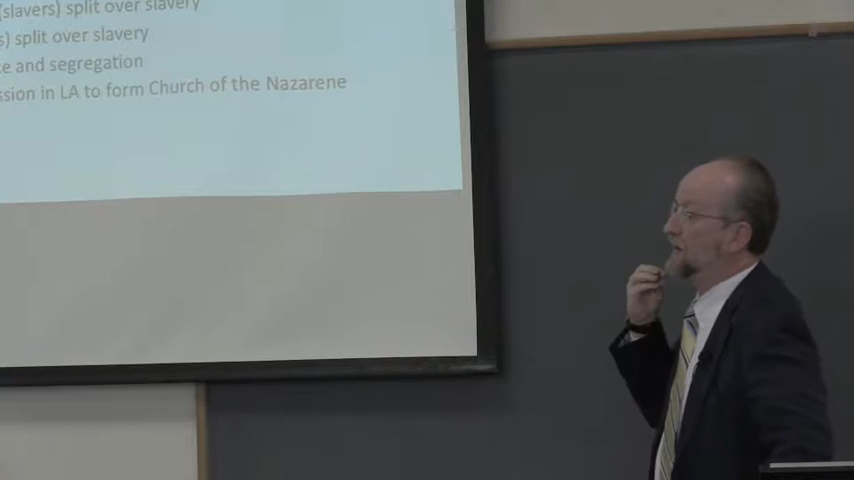 (slavers) split over slavery
s) split over slavery
e and segregation
ssion in LA to form Church of the Nazarene